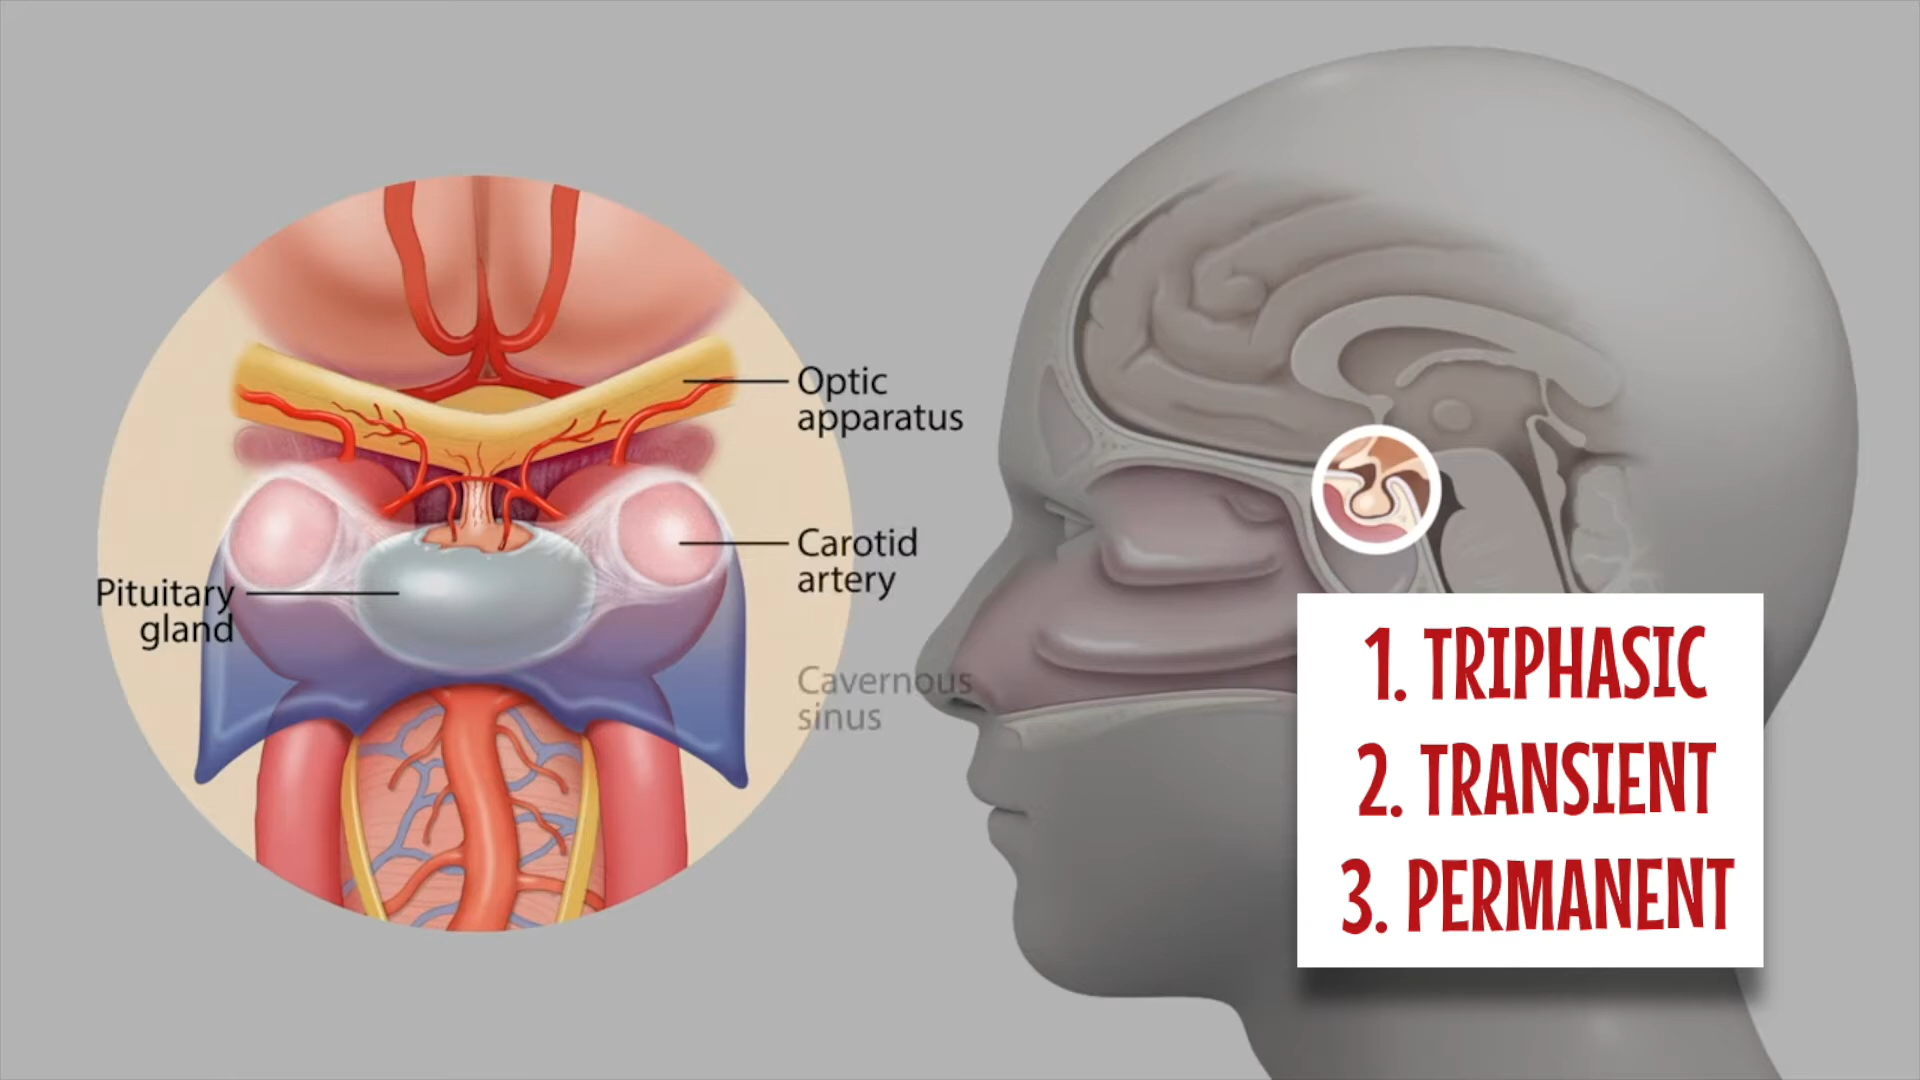 Optic
apparatus
Carotid
artery
Pituitary
gland
Cavernous
sinus
1. TRIPHASIC
2. TRANSIENT
3. PERMANENT